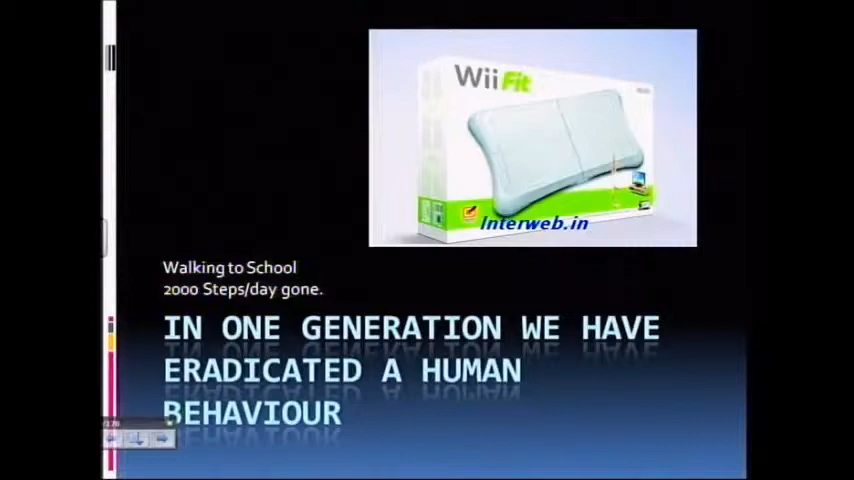 Wii Fit
Interweb.in
Walking to School
2000 Steps/day gone.
IN ONE GENERATION WE HAVE
ERADICATED A HUMAN
BEHAVIOUR